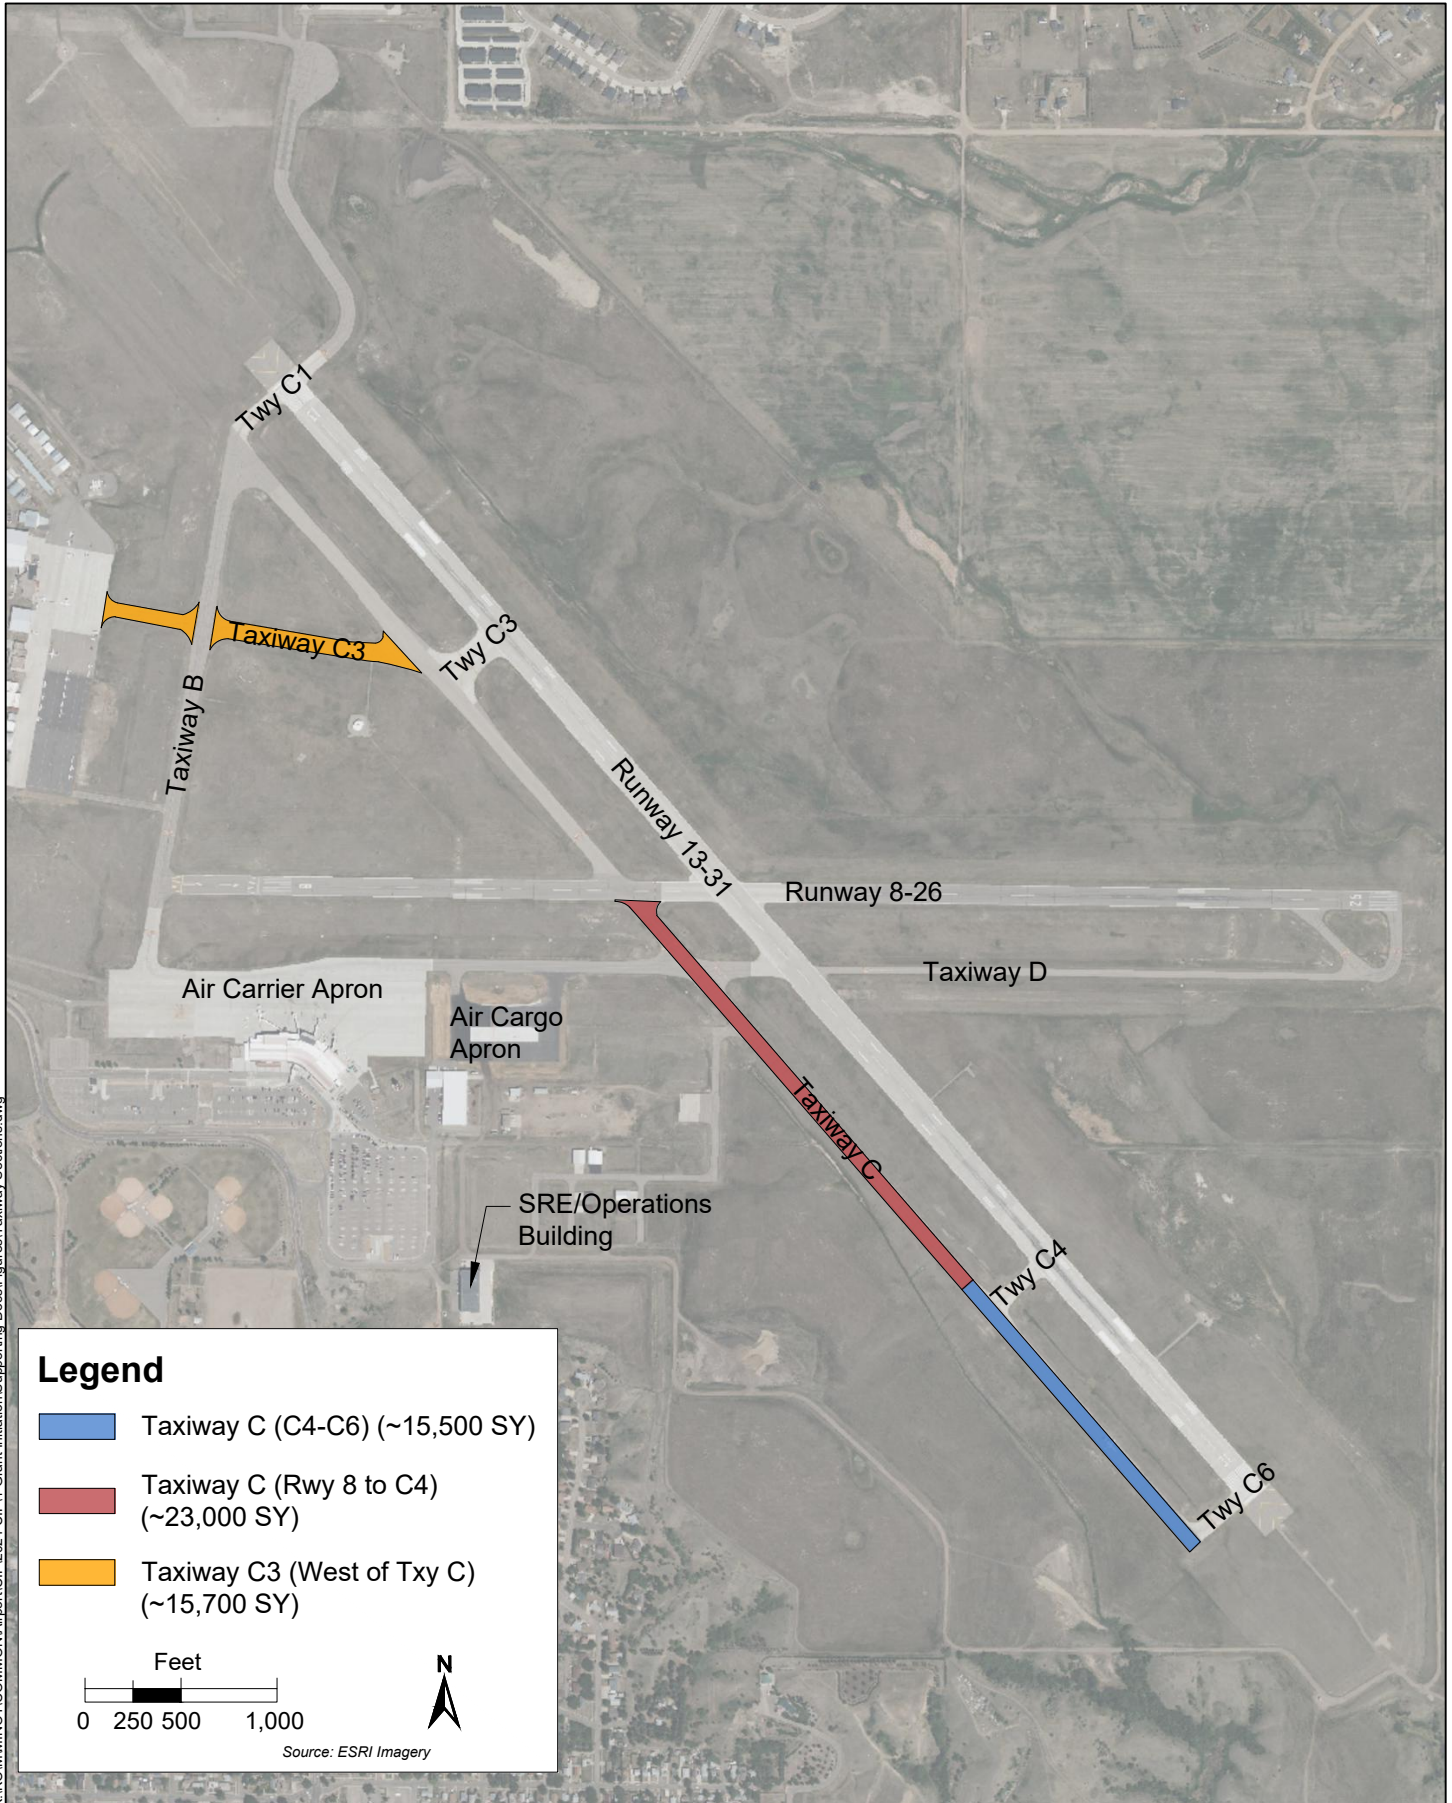 Twy C1
Twy C3
Taxiway C3
Taxiway B
Runway 13-31
Runway 8-26
Taxiway D
Air Carrier Apron
Air Cargo
Apron
Taxiway C
SRE/Operations
Building
Twy C4
Twy C6
Legend
Taxiway C (C4-C6) (~15,500 SY)
Taxiway C (Rwy 8 to C4)
(~23,000 SY)
Taxiway C3 (West of Txy C)
(~15,700 SY)
Feet
0 250 500 1,000
N
Source: ESRI Imagery